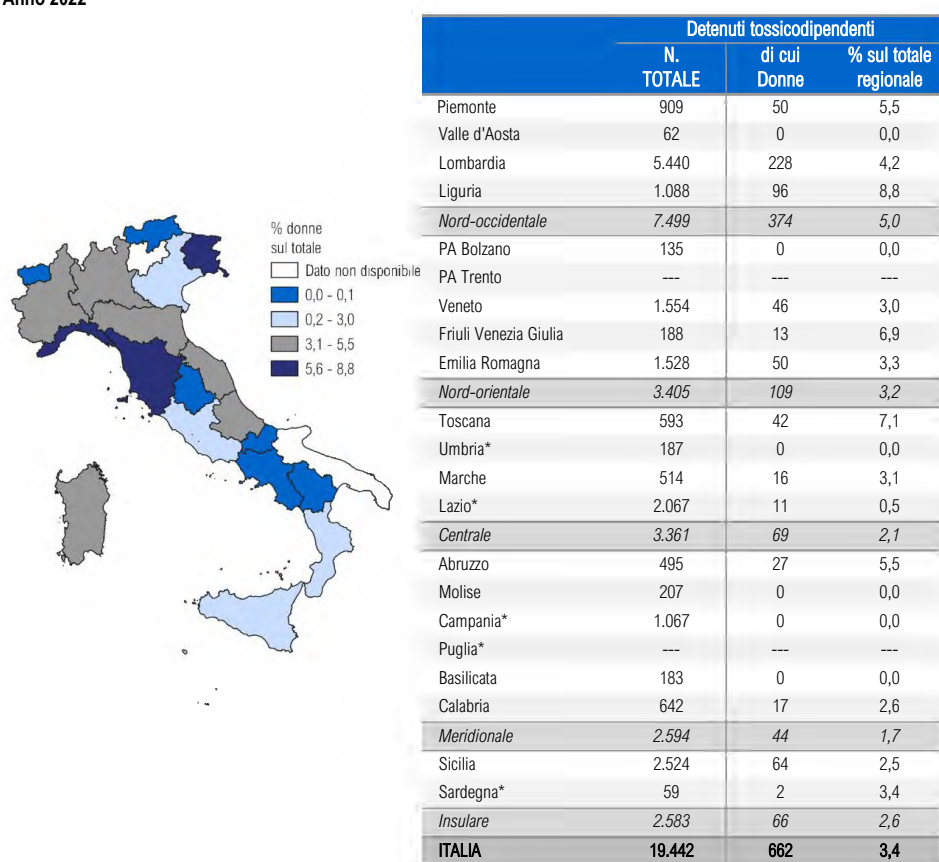 Anno 2022
% donne
sul totale
Dato non disponibile
0,0 - 0,1
0,2 - 3,0
3,1 - 5,5
5,6 - 8,8
Detenuti tossicodipendenti
N. TOTALE di cui Donne % sul totale regionale
Piemonte 909 50 5,5
Valle d'Aosta 62 0 0,0
Lombardia 5.440 228 4,2
Liguria 1.088 96 8,8
Nord-occidentale 7.499 374 5,0
PA Bolzano 135 0 0,0
PA Trento --- --- ---
Veneto 1.554 46 3,0
Friuli Venezia Giulia 188 13 6,9
Emilia Romagna 1.528 50 3,3
Nord-orientale 3.405 109 3,2
Toscana 593 42 7,1
Umbria* 187 0 0,0
Marche 514 16 3,1
Lazio* 2.067 11 0,5
Centrale 3.361 69 2,1
Abruzzo 495 27 5,5
Molise 207 0 0,0
Campania* 1.067 0 0,0
Puglia* --- --- ---
Basilicata 183 0 0,0
Calabria 642 17 2,6
Meridionale 2.594 44 1,7
Sicilia 2.524 64 2,5
Sardegna* 59 2 3,4
Insulare 2.583 66 2,6
ITALIA 19.442 662 3,4